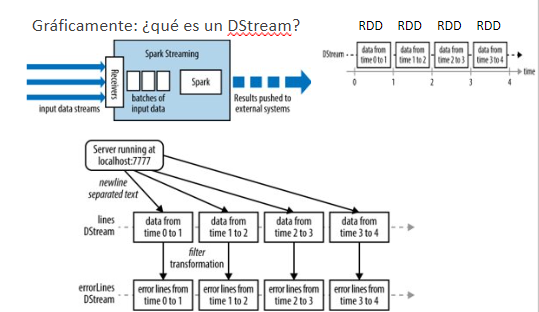 Gráficamente: ¿qué es un DStream?
RDD RDD RDD RDD
Spark Streaming
Receivers
Spark
batches of
input data
input data streams
Results pushed to
external systems
DStream
data from
time 0 to 1
data from
time 1 to 2
data from
time 2 to 3
data from
time 3 to 4
time
0 1 2 3 4
Server running at
localhost:7777
newline
separated text
lines
DStream
data from
time 0 to 1
data from
time 1 to 2
data from
time 2 to 3
data from
time 3 to 4
filter
transformation
errorLines
DStream
error lines from
time 0 to 1
error lines from
time 1 to 2
error lines from
time 2 to 3
error lines from
time 3 to 4